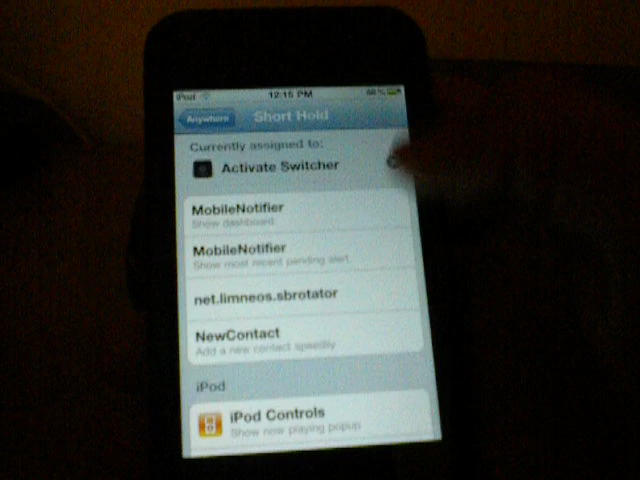 iPod 12:15 PM 68%
Anywhere Short Hold
Currently assigned to:
Activate Switcher
MobileNotifier
Show dashboard
MobileNotifier
Show most recent pending alert
net.limneos.sbrotator
NewContact
Add a new contact speedily
iPod
iPod Controls
Show now playing popup